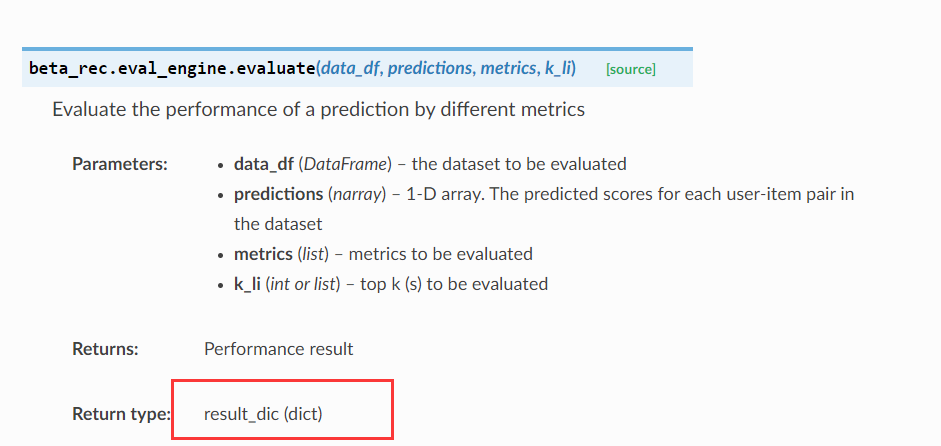 beta_rec.eval_engine.evaluate(data_df, predictions, metrics, k_li) [source]
Evaluate the performance of a prediction by different metrics
Parameters:
• data_df (DataFrame) – the dataset to be evaluated
• predictions (narray) – 1-D array. The predicted scores for each user-item pair in
the dataset
• metrics (list) – metrics to be evaluated
• k_li (int or list) – top k (s) to be evaluated
Returns: Performance result
Return type: result_dic (dict)